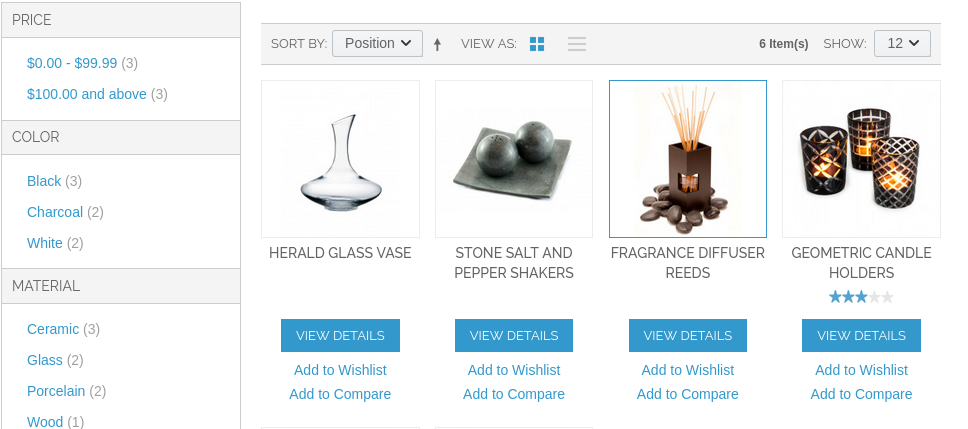 PRICE
$0.00 - $99.99 (3)
$100.00 and above (3)
COLOR
Black (3)
Charcoal (2)
White (2)
MATERIAL
Ceramic (3)
Glass (2)
Porcelain (2)
Wood (1)
SORT BY: Position VIEW AS: 6 Item(s) SHOW: 12
HERALD GLASS VASE
VIEW DETAILS
Add to Wishlist
Add to Compare
STONE SALT AND
PEPPER SHAKERS
VIEW DETAILS
Add to Wishlist
Add to Compare
FRAGRANCE DIFFUSER
REEDS
VIEW DETAILS
Add to Wishlist
Add to Compare
GEOMETRIC CANDLE
HOLDERS
VIEW DETAILS
Add to Wishlist
Add to Compare